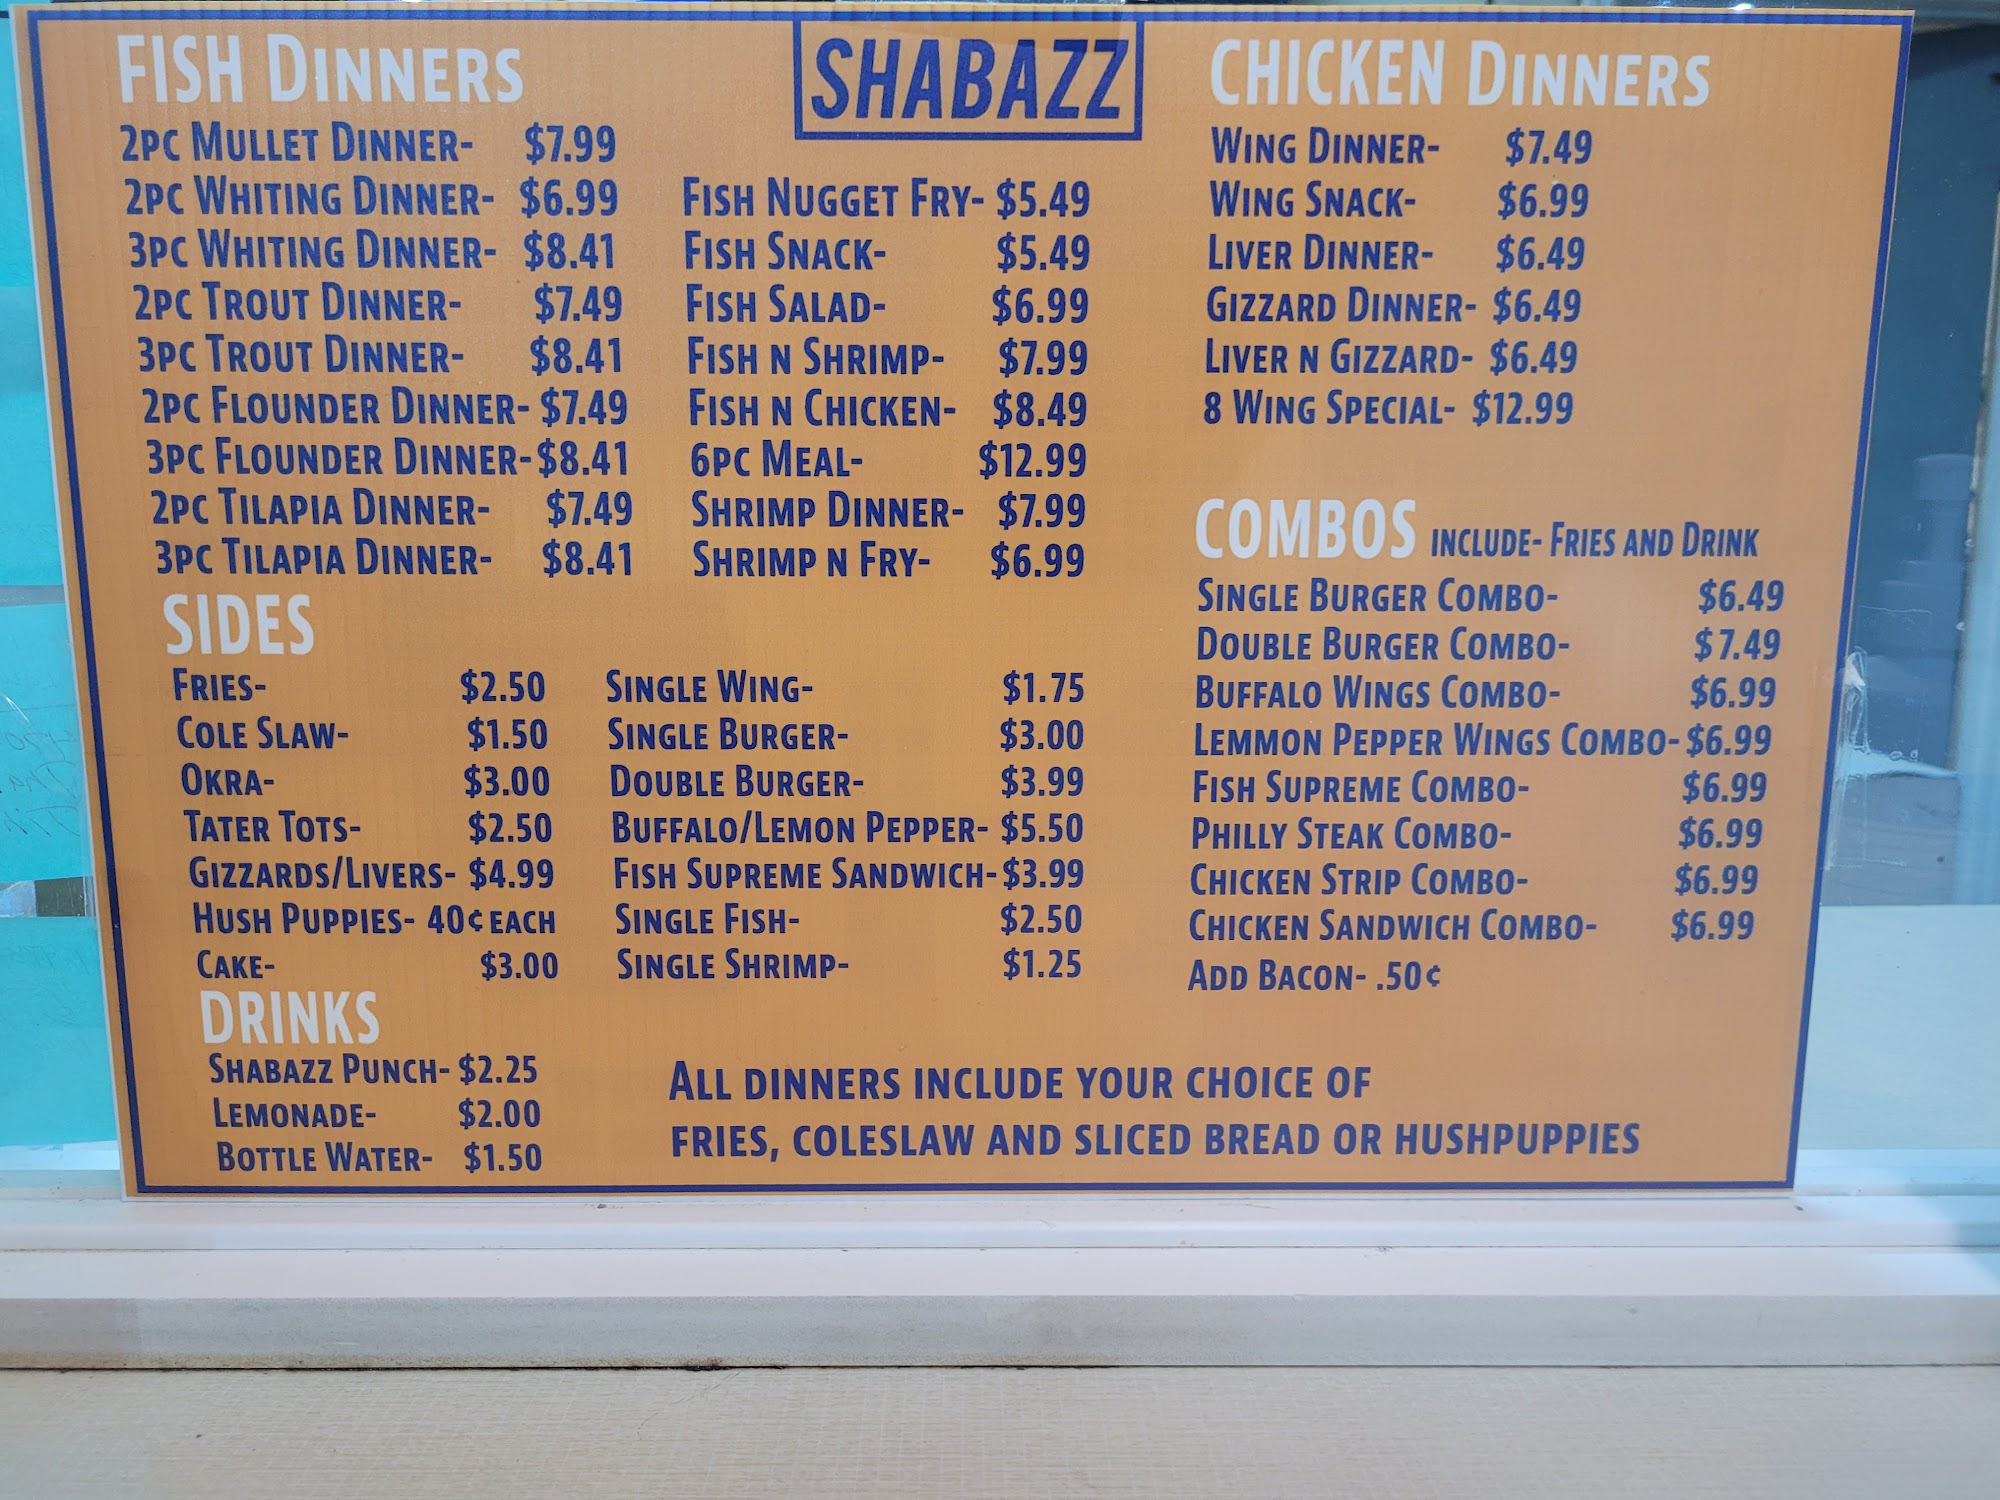 SHABAZZ
FISH DINNERS
2PC MULLET DINNER- $7.99
2PC WHITING DINNER- $6.99
3PC WHITING DINNER- $8.41
2PC TROUT DINNER- $7.49
3PC TROUT DINNER- $8.41
2PC FLOUNDER DINNER- $7.49
3PC FLOUNDER DINNER- $8.41
2PC TILAPIA DINNER- $7.49
3PC TILAPIA DINNER- $8.41
FISH NUGGET FRY- $5.49
FISH SNACK- $5.49
FISH SALAD- $6.99
FISH N SHRIMP- $7.99
FISH N CHICKEN- $8.49
6PC MEAL- $12.99
SHRIMP DINNER- $7.99
SHRIMP N FRY- $6.99
CHICKEN DINNERS
WING DINNER- $7.49
WING SNACK- $6.99
LIVER DINNER- $6.49
GIZZARD DINNER- $6.49
LIVER N GIZZARD- $6.49
8 WING SPECIAL- $12.99
SIDES
FRIES- $2.50
COLE SLAW- $1.50
OKRA- $3.00
TATER TOTS- $2.50
GIZZARDS/LIVERS- $4.99
HUSH PUPPIES- 40¢ EACH
CAKE- $3.00
SINGLE WING- $1.75
SINGLE BURGER- $3.00
DOUBLE BURGER- $3.99
BUFFALO/LEMON PEPPER- $5.50
FISH SUPREME SANDWICH- $3.99
SINGLE FISH- $2.50
SINGLE SHRIMP- $1.25
COMBOS INCLUDE- FRIES AND DRINK
SINGLE BURGER COMBO- $6.49
DOUBLE BURGER COMBO- $7.49
BUFFALO WINGS COMBO- $6.99
LEMMON PEPPER WINGS COMBO- $6.99
FISH SUPREME COMBO- $6.99
PHILLY STEAK COMBO- $6.99
CHICKEN STRIP COMBO- $6.99
CHICKEN SANDWICH COMBO- $6.99
ADD BACON- .50¢
DRINKS
SHABAZZ PUNCH- $2.25
LEMONADE- $2.00
BOTTLE WATER- $1.50
ALL DINNERS INCLUDE YOUR CHOICE OF
FRIES, COLESLAW AND SLICED BREAD OR HUSHPUPPIES